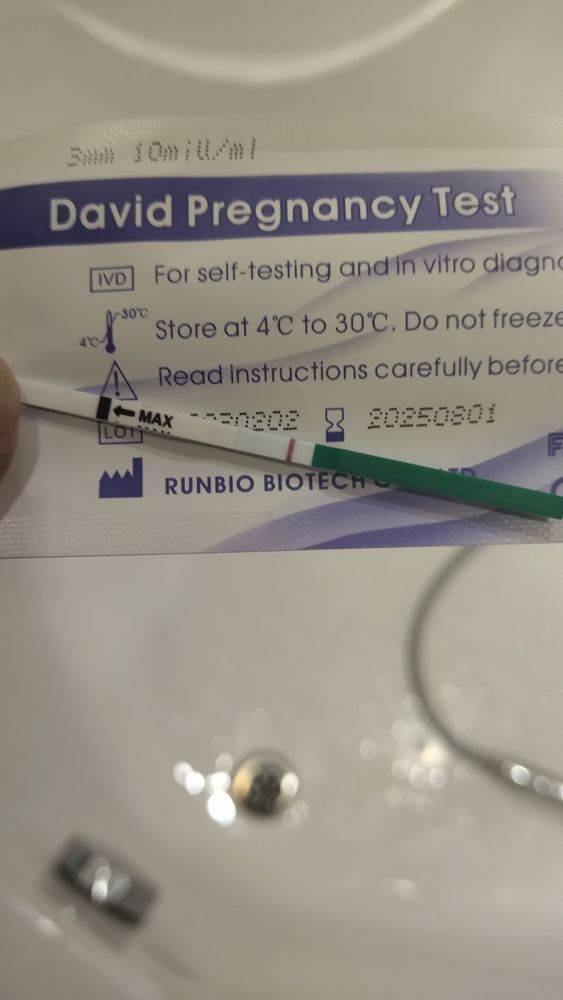 3mm 10miU/ml
David Pregnancy Test
IVD For self-testing and in vitro
30℃
4℃ Store at 4℃ to 30℃. Do not freeze
Read instructions carefully before
MAX
20250801
LOT
RUNBIO BIOTECH